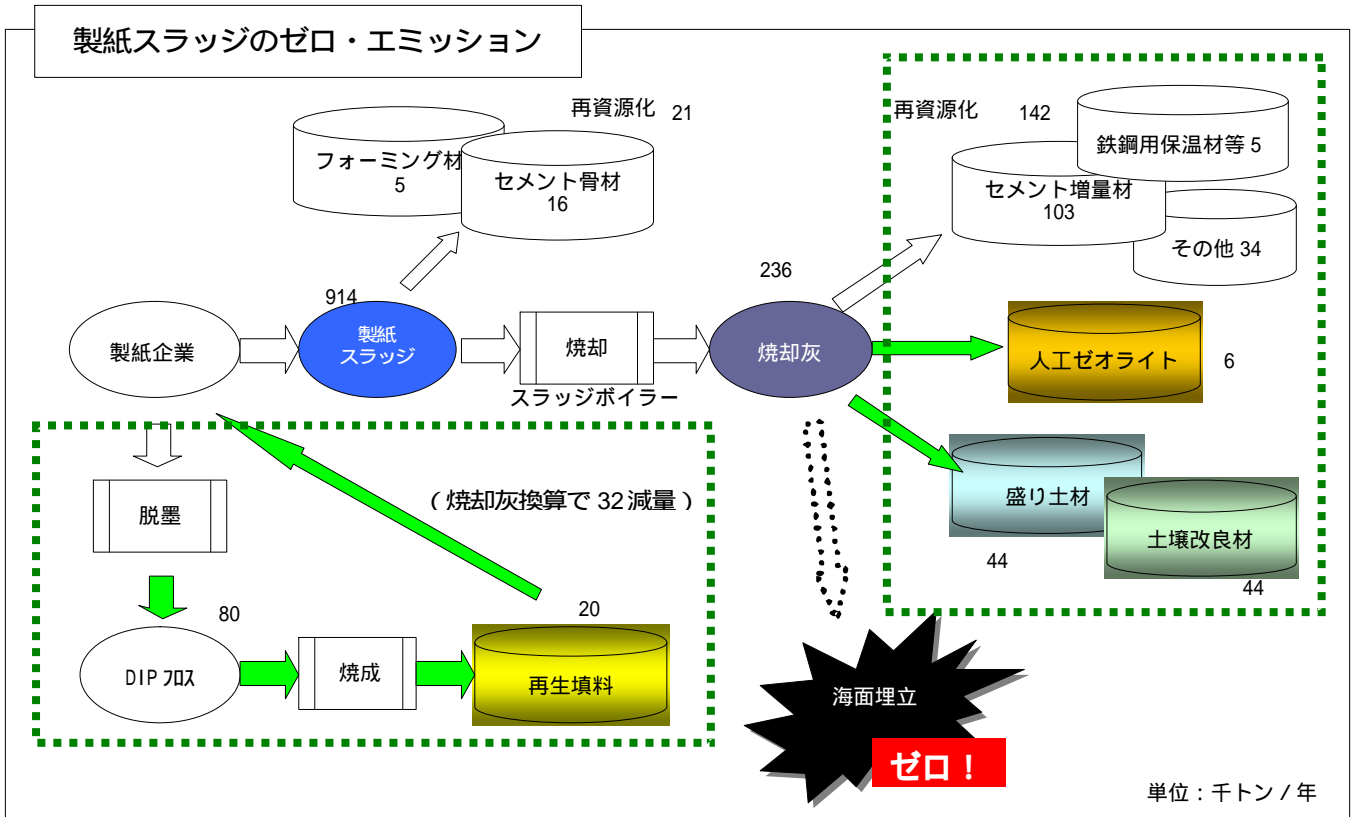 製紙スラッジのゼロ・エミッション
再資源化 21
フォーミング材
5
セメント骨材
16
再資源化 142
鉄鋼用保温材等 5
セメント増量材
103
その他 34
製紙企業
914
製紙
スラッジ
焼却
スラッジボイラー
236
焼却灰
人工ゼオライト
6
盛り土材
44
土壌改良材
44
脱墨
(焼却灰換算で 32 減量)
80
DIP フロス
焼成
20
再生填料
海面埋立
ゼロ!
単位:千トン / 年